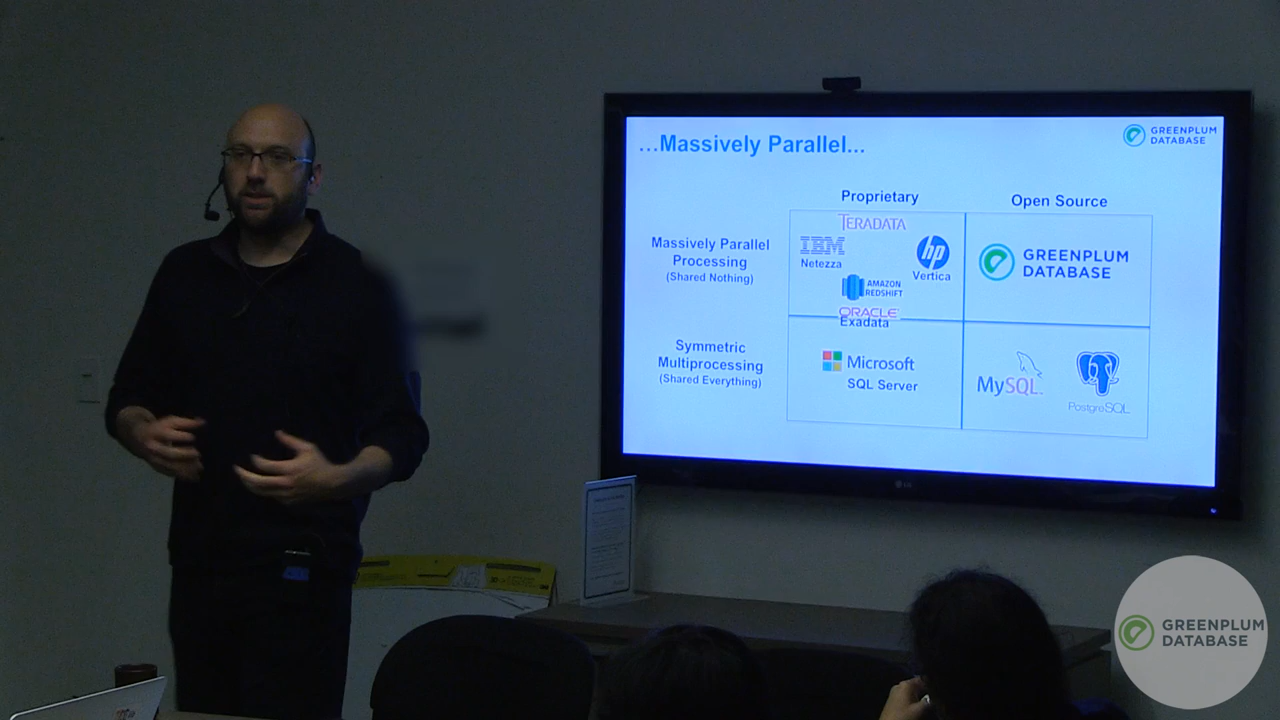 ...Massively Parallel...
GREENPLUM
DATABASE
Proprietary
Open Source
Massively Parallel
Processing
(Shared Nothing)
TERADATA
IBM
Netezza
hp
Vertica
AMAZON
REDSHIFT
ORACLE
Exadata
GREENPLUM
DATABASE
Symmetric
Multiprocessing
(Shared Everything)
Microsoft
SQL Server
MySQL
PostgreSQL
LG
GREENPLUM
DATABASE